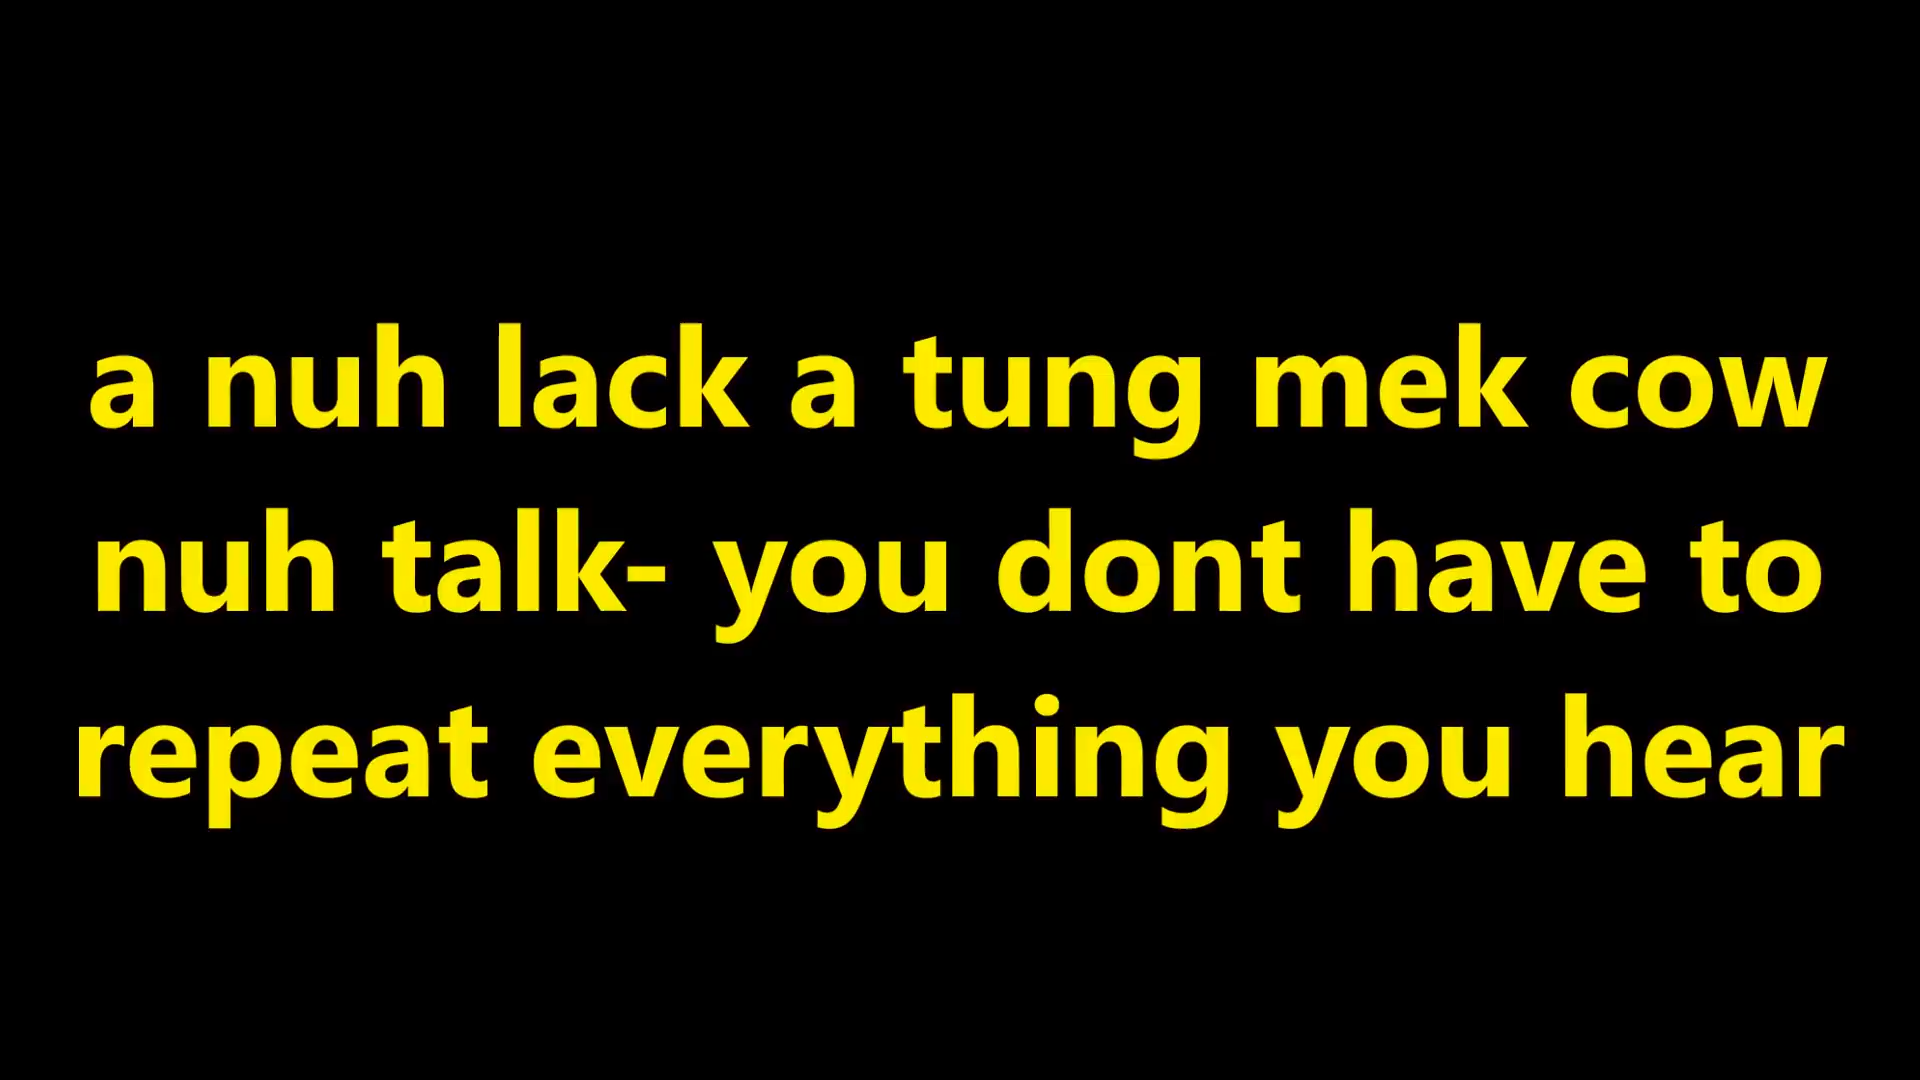 a nuh lack a tung mek cow
nuh talk- you dont have to
repeat everything you hear